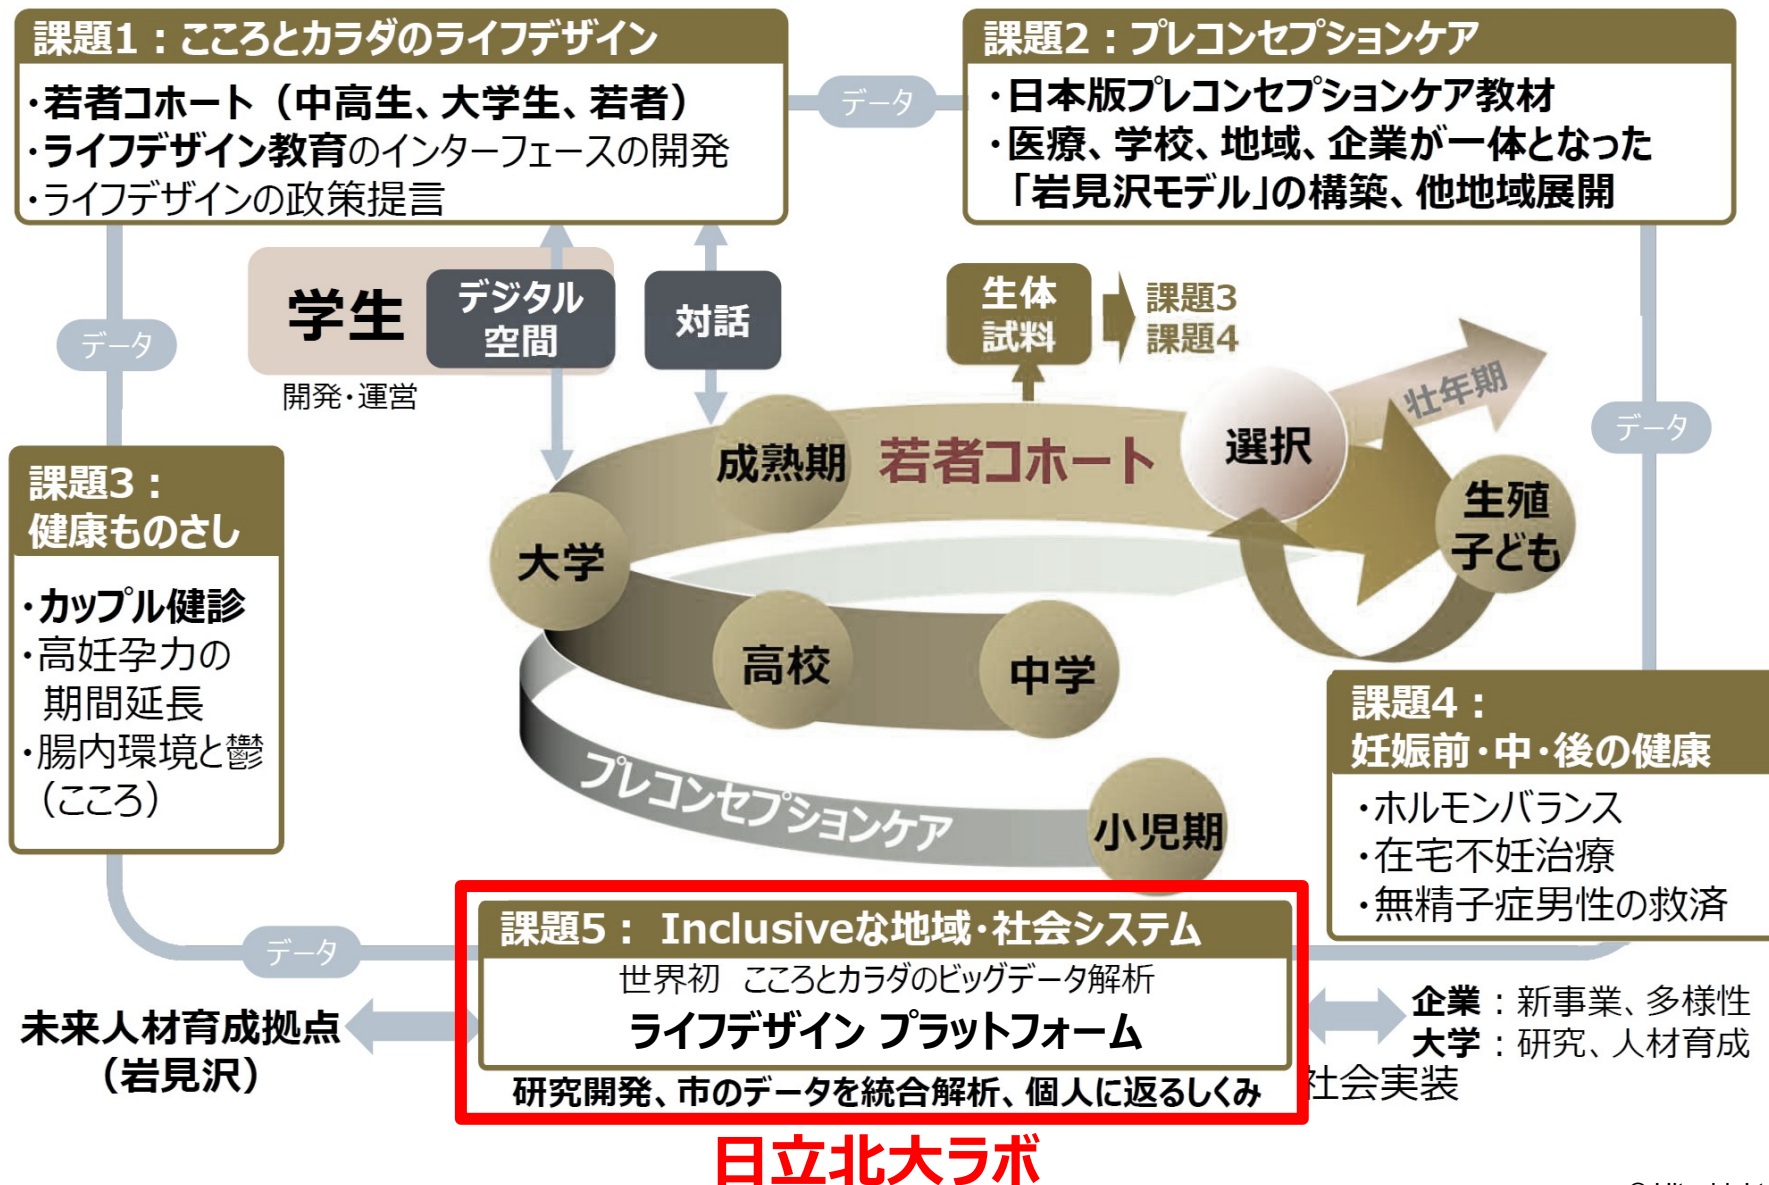 課題1：こころとカラダのライフデザイン
・若者コホート（中高生、大学生、若者）
・ライフデザイン教育のインターフェースの開発
・ライフデザインの政策提言
データ
課題2：プレコンセプションケア
・日本版プレコンセプションケア教材
・医療、学校、地域、企業が一体となった
「岩見沢モデル」の構築、他地域展開
学生
デジタル
空間
対話
開発・運営
生体
試料
課題3
課題4
データ
データ
壮年期
成熟期
若者コホート
選択
生殖
子ども
大学
高校
中学
プレコンセプションケア
小児期
課題3：
健康ものさし
・カップル健診
・高妊孕力の
期間延長
・腸内環境と鬱
（こころ）
課題4：
妊娠前・中・後の健康
・ホルモンバランス
・在宅不妊治療
・無精子症男性の救済
データ
課題5： Inclusiveな地域・社会システム
世界初 こころとカラダのビッグデータ解析
ライフデザイン プラットフォーム
研究開発、市のデータを統合解析、個人に返るしくみ
未来人材育成拠点
（岩見沢）
企業：新事業、多様性
大学：研究、人材育成
社会実装
日立北大ラボ